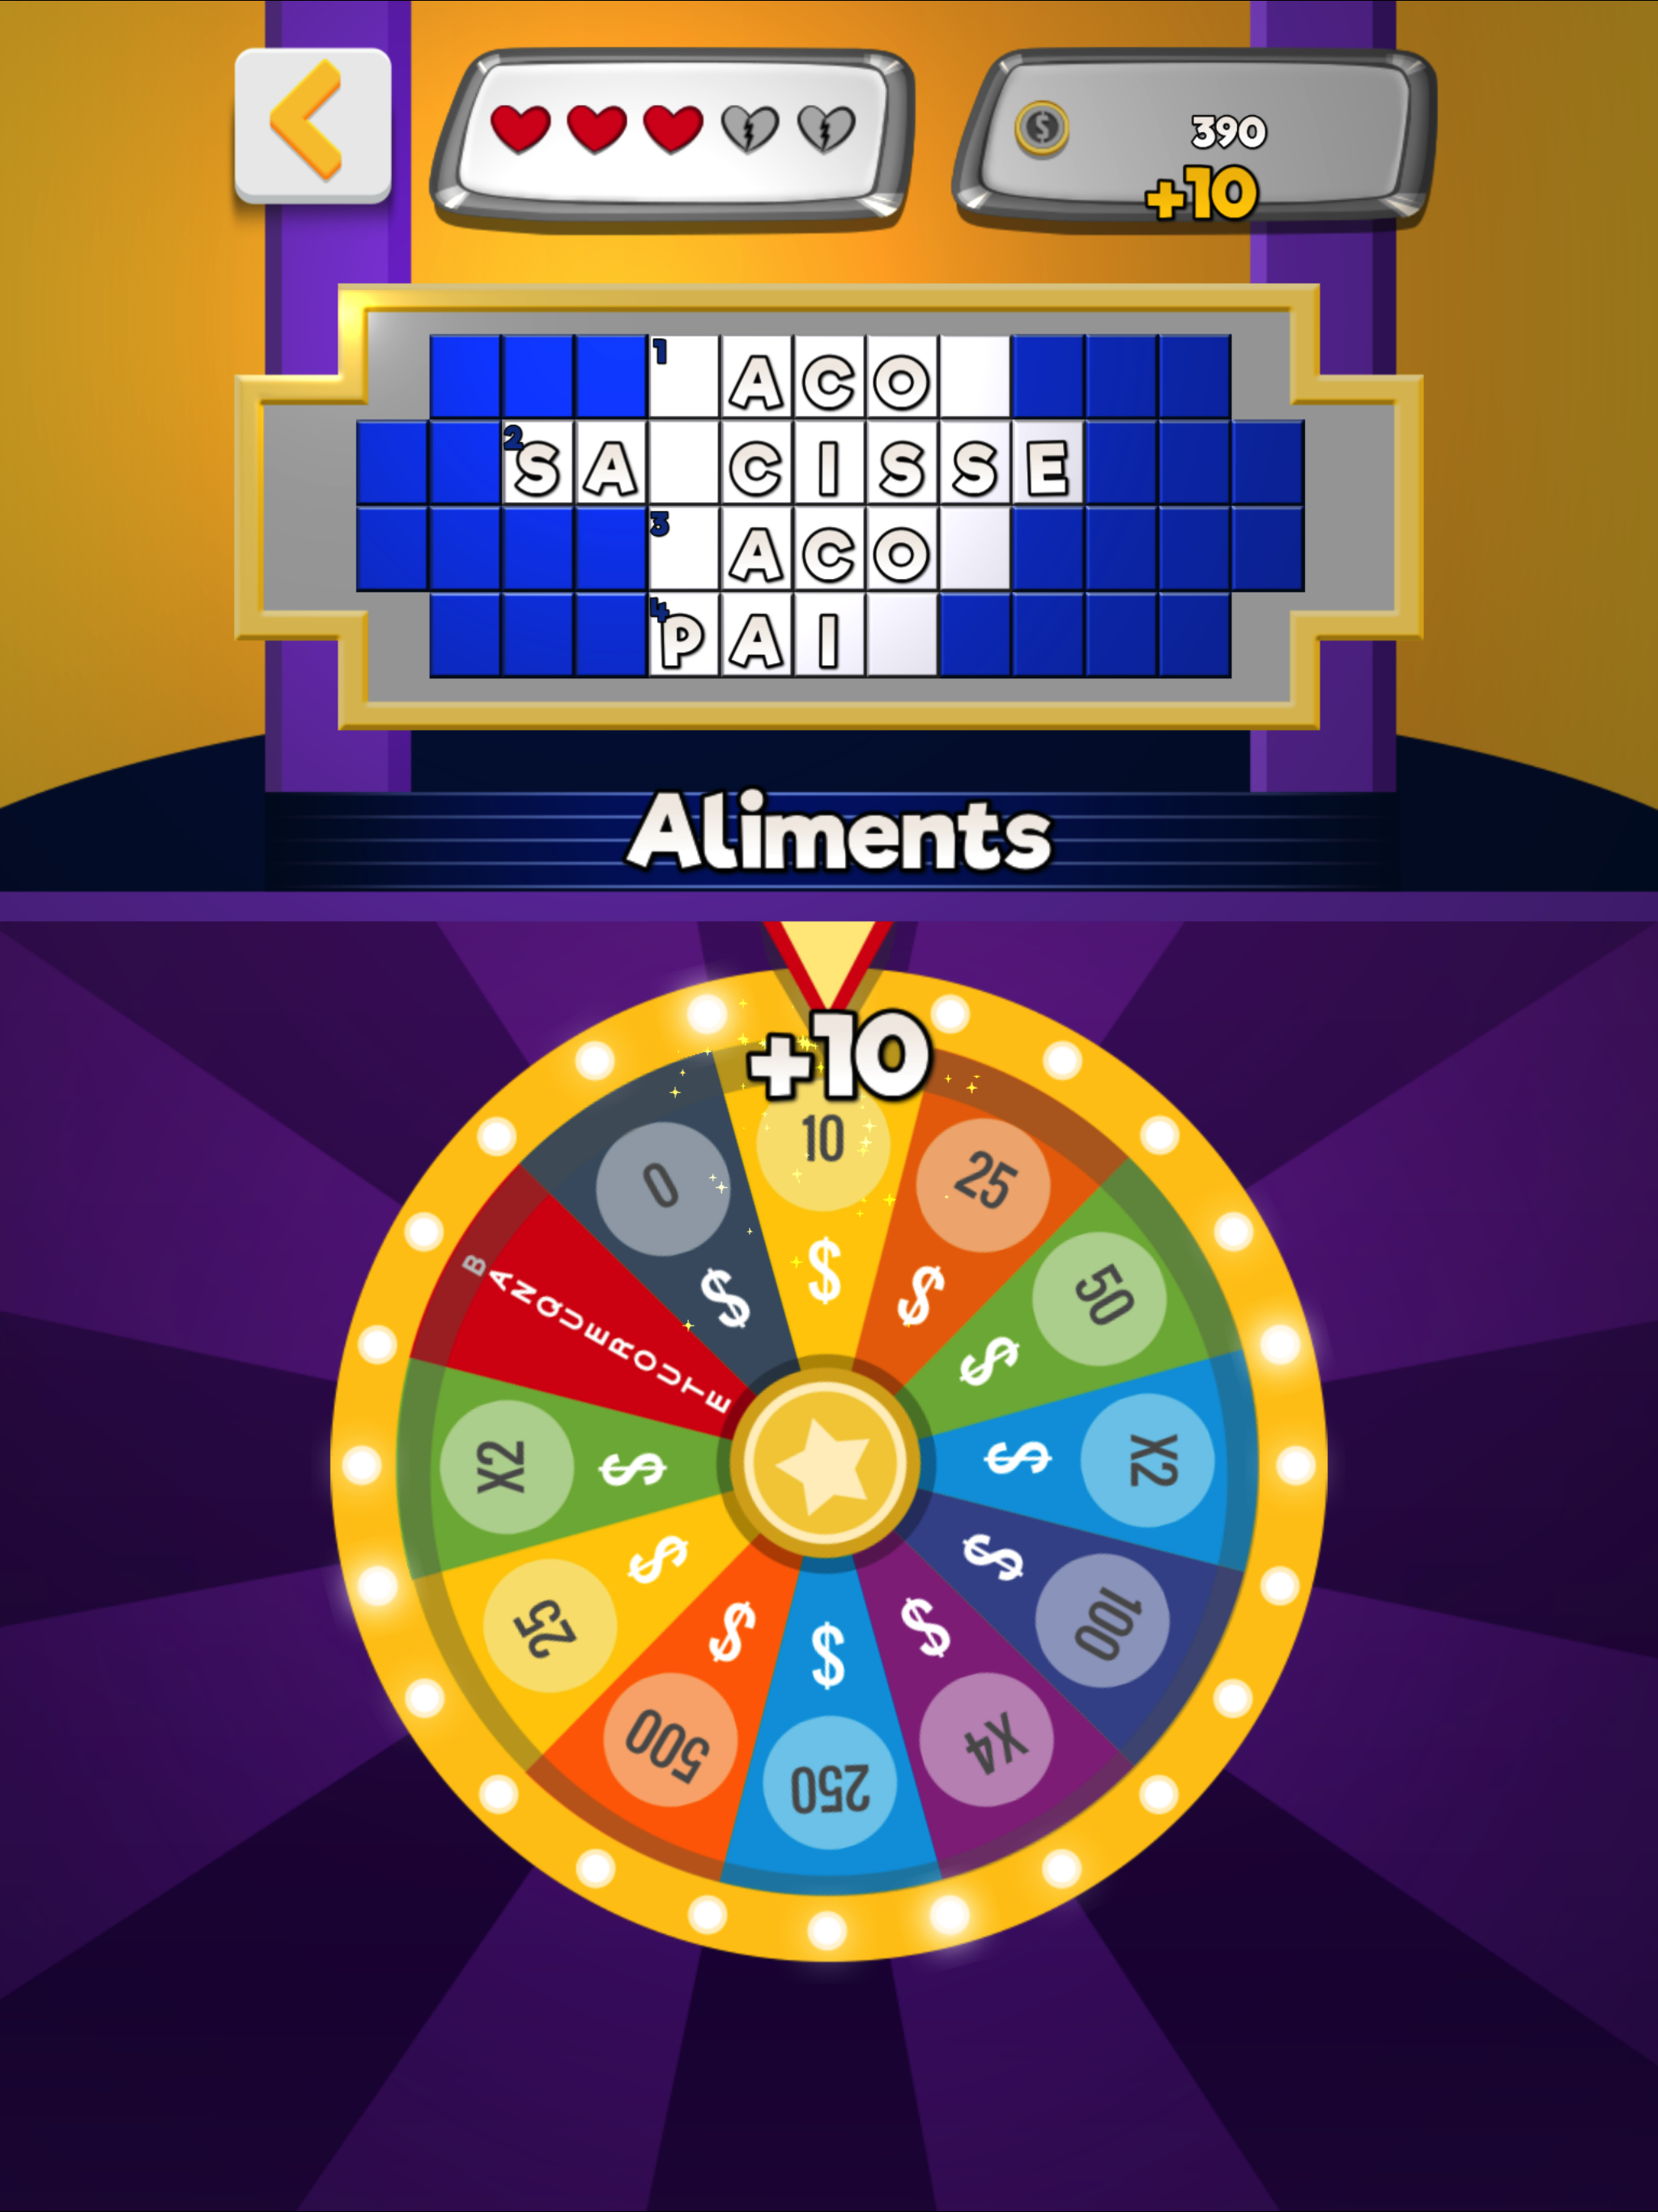 390
+10
1 ACO
2 SA CISSE
3 ACO
4 PAI
Aliments
+10
10 $
25 $
50 $
X2 $
100 $
X4 $
250 $
500 $
25 $
X2 $
BANQUEROUTE
0 $